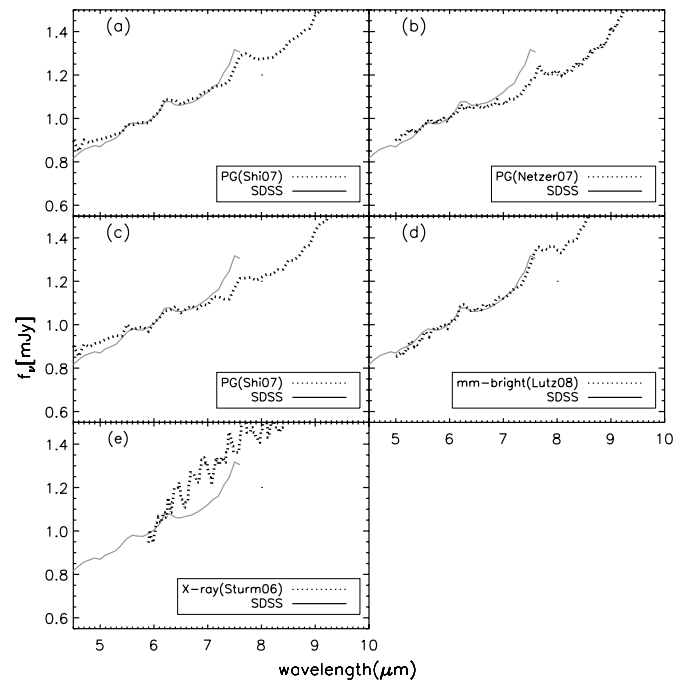 1.4
1.2
1.0
0.8
0.6
(a)
PG(Shi07)
SDSS
(b)
PG(Netzer07)
SDSS
1.4
1.2
1.0
0.8
0.6
(c)
PG(Shi07)
SDSS
(d)
mm-bright(Lutz08)
SDSS
5 6 7 8 9 10
fν[mJy]
1.4
1.2
1.0
0.8
0.6
(e)
X-ray(Sturm06)
SDSS
5 6 7 8 9 10
wavelength(μm)